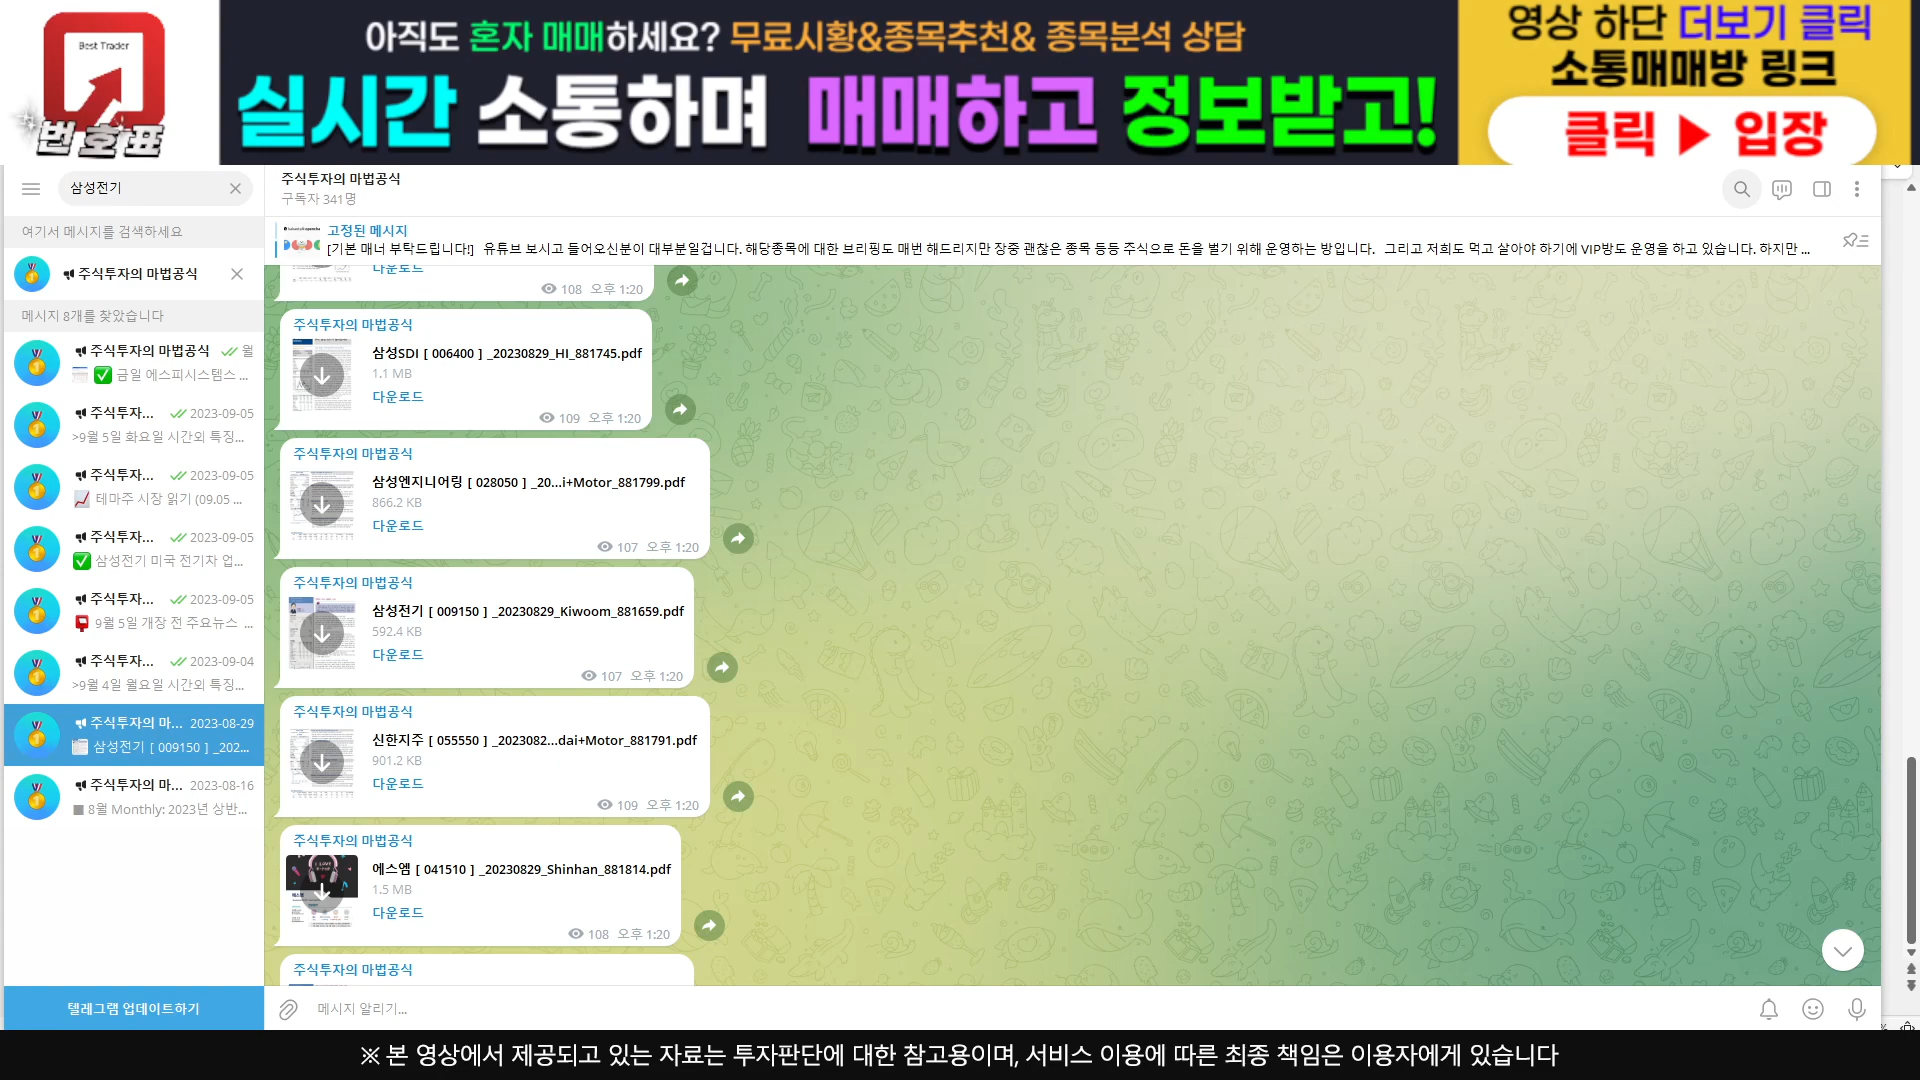 Best Trader
번호표
아직도 혼자 매매하세요? 무료시황&종목추천& 종목분석 상담
실시간 소통하며 매매하고 정보받고!
영상 하단 더보기 클릭
소통매매방 링크
클릭 ▶ 입장
삼성전기
여기서 메시지를 검색하세요
주식투자의 마법공식
메시지 8개를 찾았습니다
주식투자의 마법공식 월
✅ 금일 에스피시스템스 ...
주식투자... 2023-09-05
>9월 5일 화요일 시간외 특징...
주식투자... 2023-09-05
테마주 시장 읽기 (09.05 ...
주식투자... 2023-09-05
✅ 삼성전기 미국 전기차 업...
주식투자... 2023-09-05
9월 5일 개장 전 주요뉴스 ...
주식투자... 2023-09-04
>9월 4일 월요일 시간외 특징...
주식투자의 마... 2023-08-29
삼성전기 [ 009150 ] _202...
주식투자의 마... 2023-08-16
■ 8월 Monthly: 2023년 상반...
텔레그램 업데이트하기
주식투자의 마법공식
구독자 341명
고정된 메시지
[기본 매너 부탁드립니다!] 유튜브 보시고 들어오신분이 대부분일겁니다. 해당종목에 대한 브리핑도 매번 해드리지만 장중 괜찮은 종목 등등 주식으로 돈을 벌기 위해 운영하는 방입니다. 그리고 저희도 먹고 살아야 하기에 VIP방도 운영을 하고 있습니다. 하지만 ...
다운로드
108 오후 1:20
주식투자의 마법공식
삼성SDI [ 006400 ] _20230829_HI_881745.pdf
1.1 MB
다운로드
109 오후 1:20
주식투자의 마법공식
삼성엔지니어링 [ 028050 ] _20...i+Motor_881799.pdf
866.2 KB
다운로드
107 오후 1:20
주식투자의 마법공식
삼성전기 [ 009150 ] _20230829_Kiwoom_881659.pdf
592.4 KB
다운로드
107 오후 1:20
주식투자의 마법공식
신한지주 [ 055550 ] _2023082...dai+Motor_881791.pdf
901.2 KB
다운로드
109 오후 1:20
주식투자의 마법공식
에스엠 [ 041510 ] _20230829_Shinhan_881814.pdf
1.5 MB
다운로드
108 오후 1:20
주식투자의 마법공식
메시지 알리기...
※ 본 영상에서 제공되고 있는 자료는 투자판단에 대한 참고용이며, 서비스 이용에 따른 최종 책임은 이용자에게 있습니다